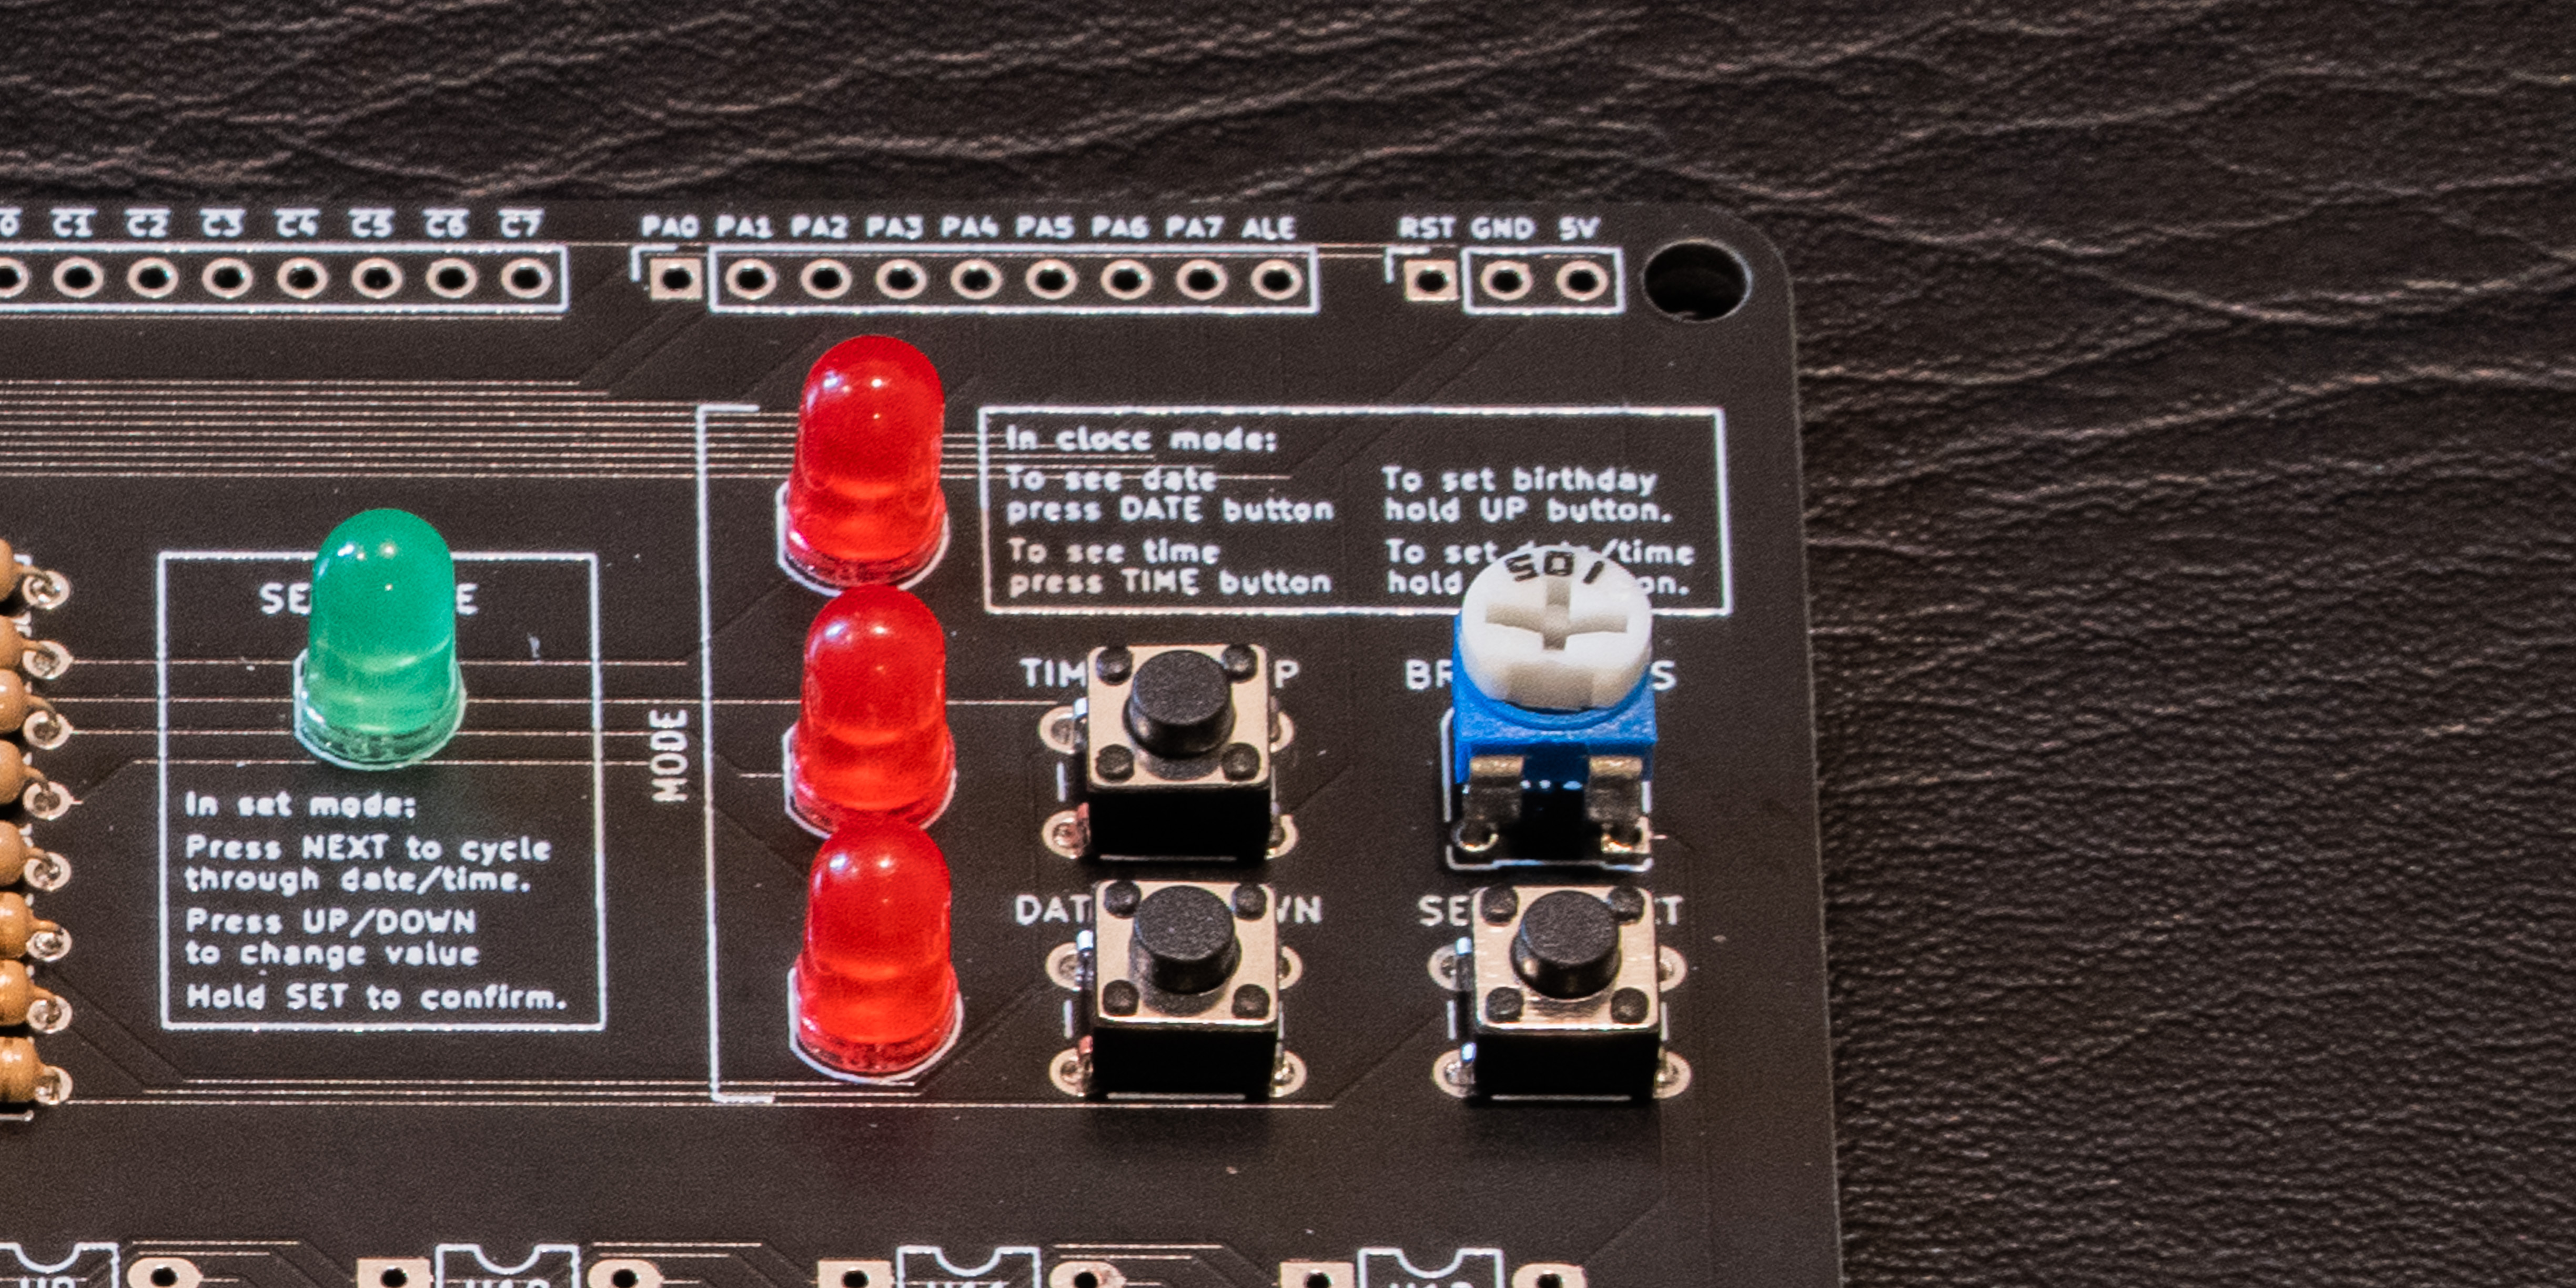 C1 C2 C3 C4 C5 C6 C7
PA0 PA1 PA2 PA3 PA4 PA5 PA6 PA7 ALE
RST GND 5V
In clocc mode:
To see date
press DATE button
To see time
press TIME button
To set birthday
hold UP button.
To set /time
hold
501
MODE
In set mode:
Press NEXT to cycle
through date/time.
Press UP/DOWN
to change value
Hold SET to confirm.